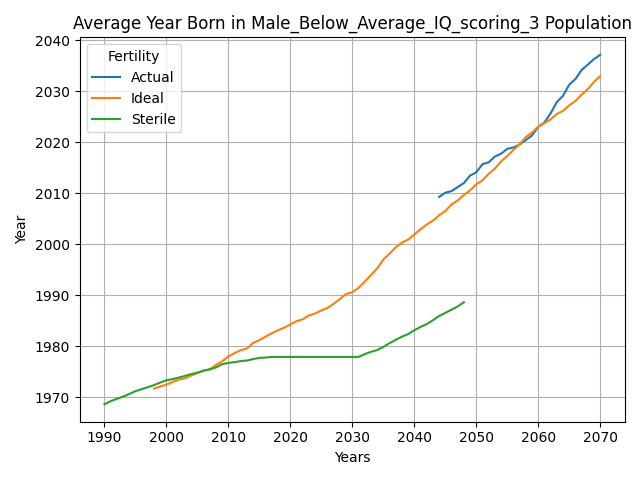 Average Year Born in Male_Below_Average_IQ_scoring_3 Population
Fertility
Actual
Ideal
Sterile
2040
2030
2020
2010
2000
1990
1980
1970
Year
1990 2000 2010 2020 2030 2040 2050 2060 2070
Years